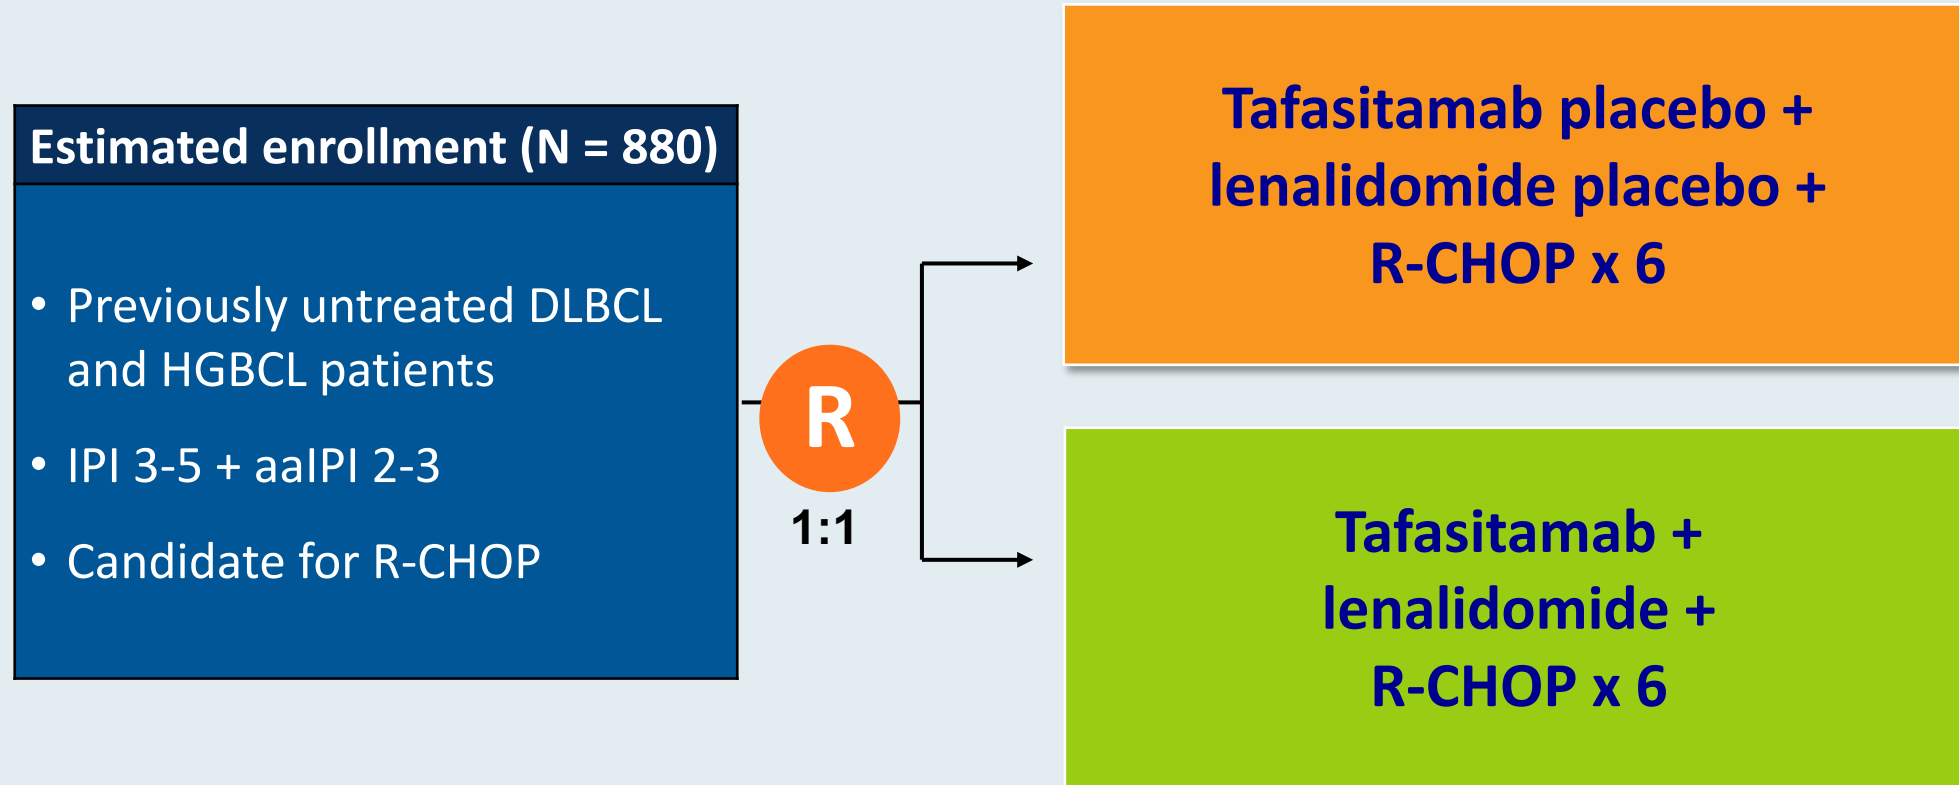 Estimated enrollment (N = 880)
• Previously untreated DLBCL
and HGBCL patients
• IPI 3-5 + aaIPI 2-3
• Candidate for R-CHOP
R
1:1
Tafasitamab placebo +
lenalidomide placebo +
R-CHOP x 6
Tafasitamab +
lenalidomide +
R-CHOP x 6